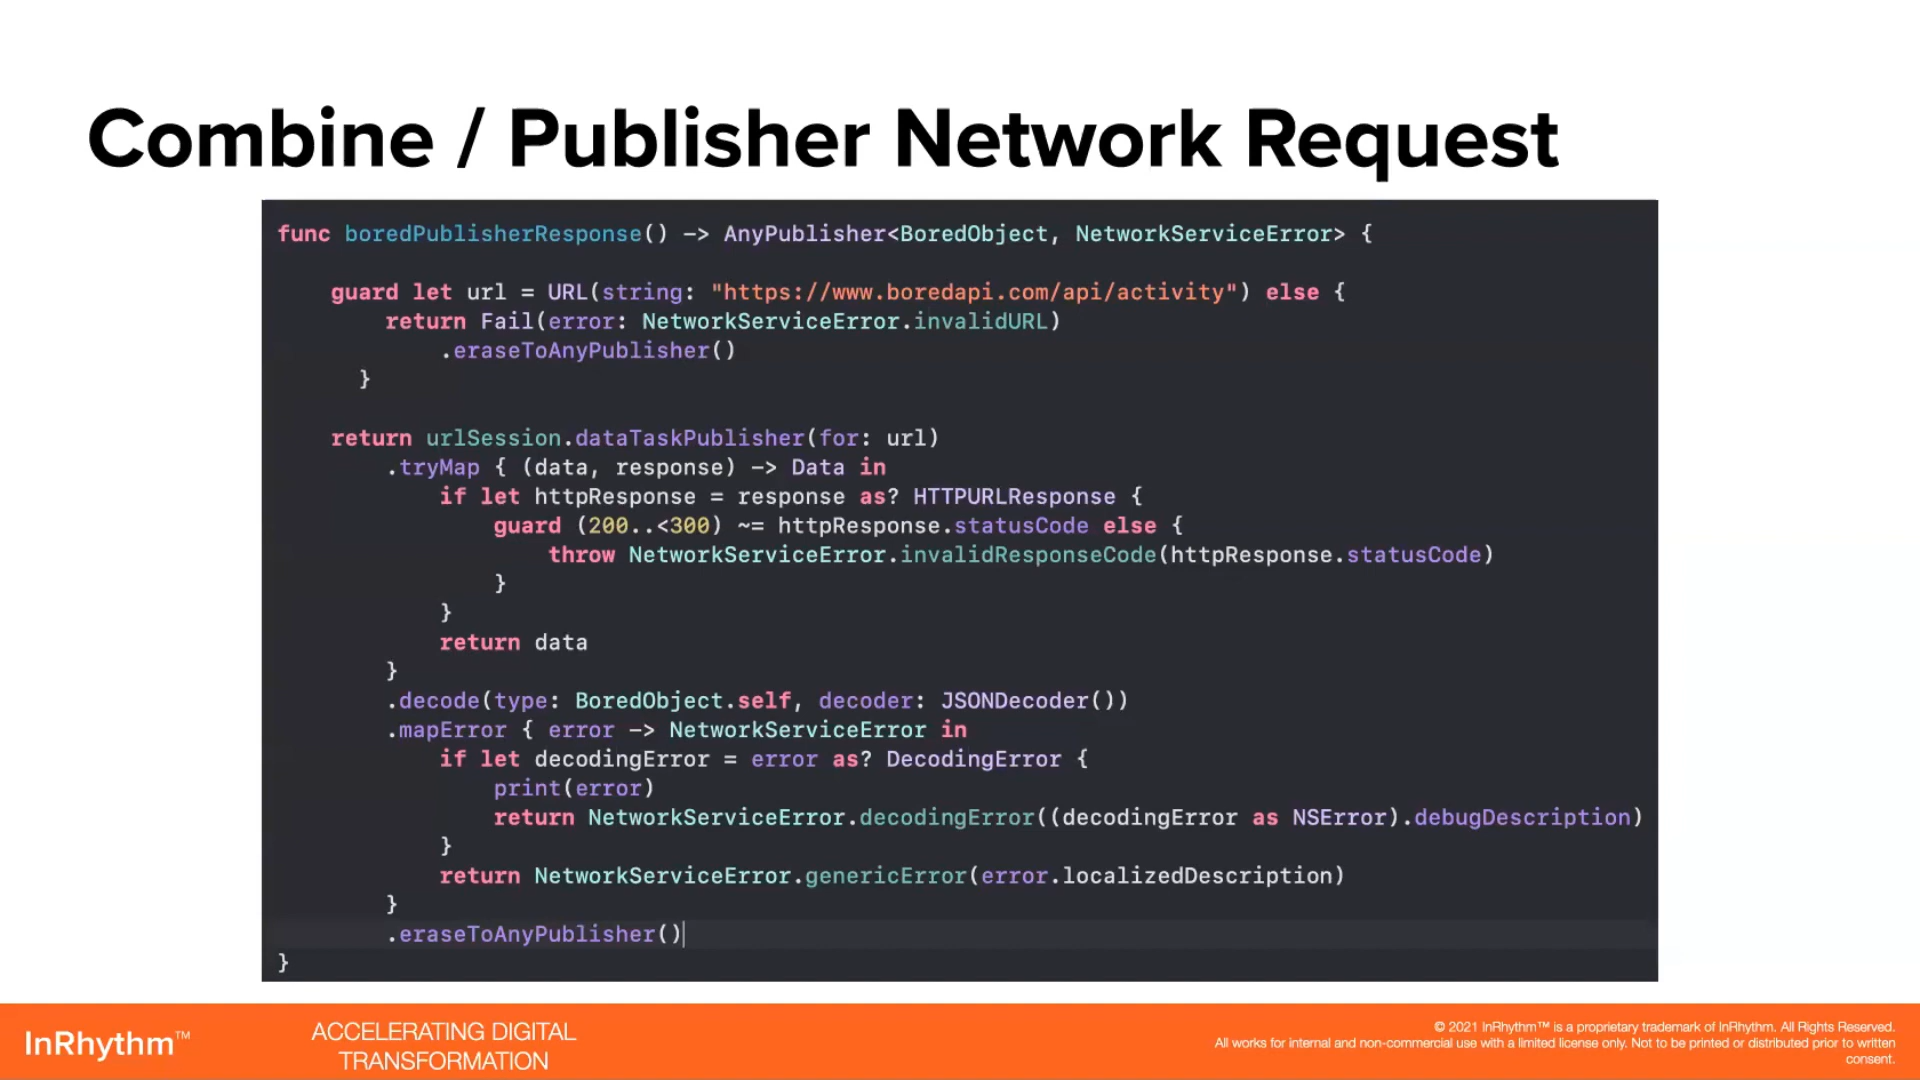 Combine / Publisher Network Request
func boredPublisherResponse() -> AnyPublisher<BoredObject, NetworkServiceError> {
guard let url = URL(string: "https://www.boredapi.com/api/activity") else {
return Fail(error: NetworkServiceError.invalidURL)
.eraseToAnyPublisher()
}
return urlSession.dataTaskPublisher(for: url)
.tryMap { (data, response) -> Data in
if let httpResponse = response as? HTTPURLResponse {
guard (200..<300) ~= httpResponse.statusCode else {
throw NetworkServiceError.invalidResponseCode(httpResponse.statusCode)
}
}
return data
}
.decode(type: BoredObject.self, decoder: JSONDecoder())
.mapError { error -> NetworkServiceError in
if let decodingError = error as? DecodingError {
print(error)
return NetworkServiceError.decodingError((decodingError as NSError).debugDescription)
}
return NetworkServiceError.genericError(error.localizedDescription)
}
.eraseToAnyPublisher()
}
InRhythm™
ACCELERATING DIGITAL
TRANSFORMATION
© 2021 InRhythm™ is a proprietary trademark of InRhythm. All Rights Reserved.
All works for internal and non-commercial use with a limited license only. Not to be printed or distributed prior to written
consent.